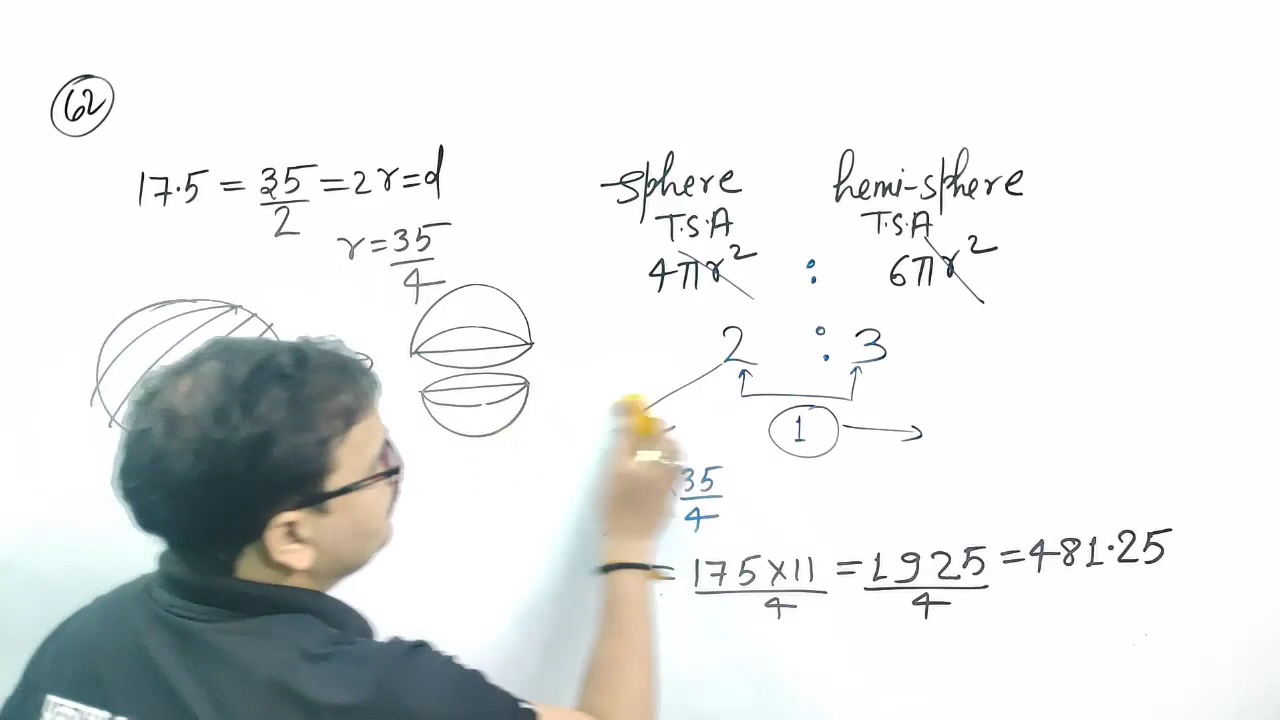 62
17.5 = 35/2 = 2r = d
r = 35/4
sphere
T.S.A
4πr²
:
hemi-sphere
T.S.A
6πr²
2 : 3
1
35/4
= 175×11/4 = 1925/4 = 481.25